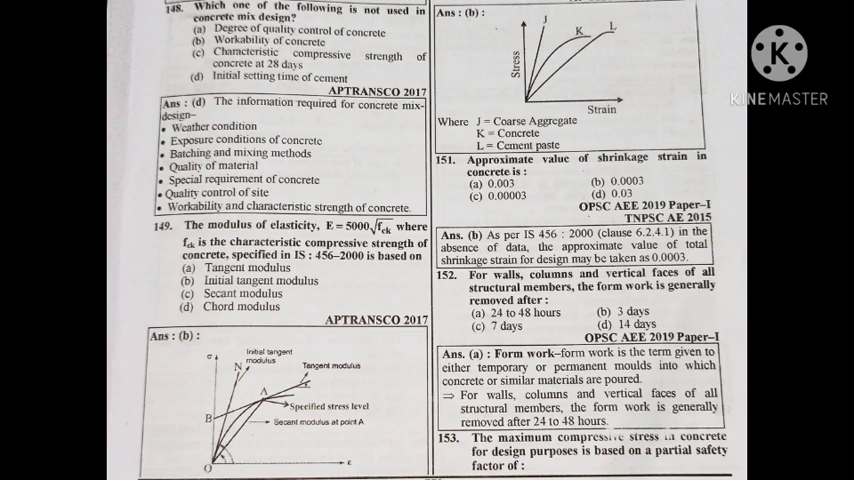 148. Which one of the following is not used in
concrete mix design?
(a) Degree of quality control of concrete
(b) Workability of concrete
(c) Characteristic compressive strength of
concrete at 28 days
(d) Initial setting time of cement
APTRANSCO 2017
Ans : (d) The information required for concrete mix-
design–
• Weather condition
• Exposure conditions of concrete
• Batching and mixing methods
• Quality of material
• Special requirement of concrete
• Quality control of site
• Workability and characteristic strength of concrete.
149. The modulus of elasticity, E = 5000√fck where
fck is the characteristic compressive strength of
concrete, specified in IS : 456–2000 is based on
(a) Tangent modulus
(b) Initial tangent modulus
(c) Secant modulus
(d) Chord modulus
APTRANSCO 2017
Ans : (b) :
σ
Initial tangent
modulus
N
Tangent modulus
A
Specified stress level
B
Secant modulus at point A
O
ε
Ans : (b) :
J
K
L
Stress
Strain
Where J = Coarse Aggregate
K = Concrete
L = Cement paste
151. Approximate value of shrinkage strain in
concrete is :
(a) 0.003 (b) 0.0003
(c) 0.00003 (d) 0.03
OPSC AEE 2019 Paper–I
TNPSC AE 2015
Ans. (b) As per IS 456 : 2000 (clause 6.2.4.1) in the
absence of data, the approximate value of total
shrinkage strain for design may be taken as 0.0003.
152. For walls, columns and vertical faces of all
structural members, the form work is generally
removed after :
(a) 24 to 48 hours (b) 3 days
(c) 7 days (d) 14 days
OPSC AEE 2019 Paper–I
Ans. (a) : Form work–form work is the term given to
either temporary or permanent moulds into which
concrete or similar materials are poured.
⇒ For walls, columns and vertical faces of all
structural members, the form work is generally
removed after 24 to 48 hours.
153. The maximum compressive stress in concrete
for design purposes is based on a partial safety
factor of :
K
KINEMASTER